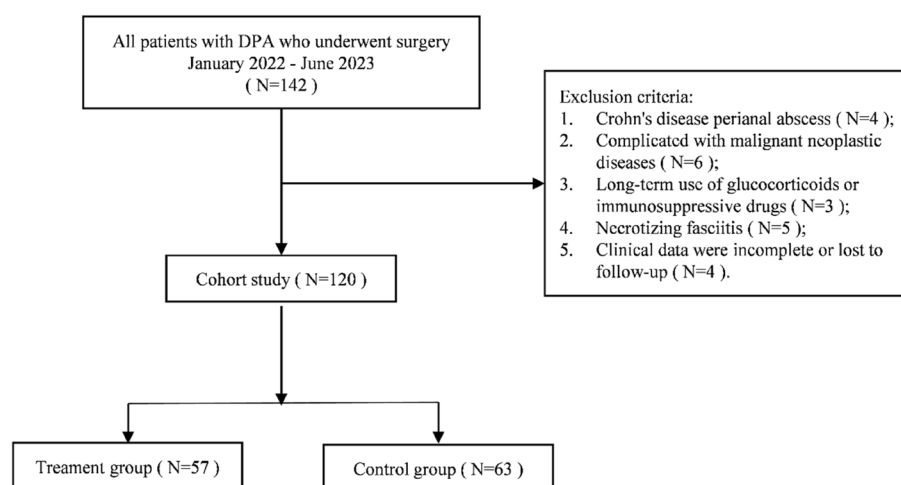 All patients with DPA who underwent surgery
January 2022 - June 2023
( N=142 )
Exclusion criteria:
1. Crohn's disease perianal abscess ( N=4 );
2. Complicated with malignant neoplastic
diseases ( N=6 );
3. Long-term use of glucocorticoids or
immunosuppressive drugs ( N=3 );
4. Necrotizing fasciitis ( N=5 );
5. Clinical data were incomplete or lost to
follow-up ( N=4 ).
Cohort study ( N=120 )
Treament group ( N=57 )
Control group ( N=63 )